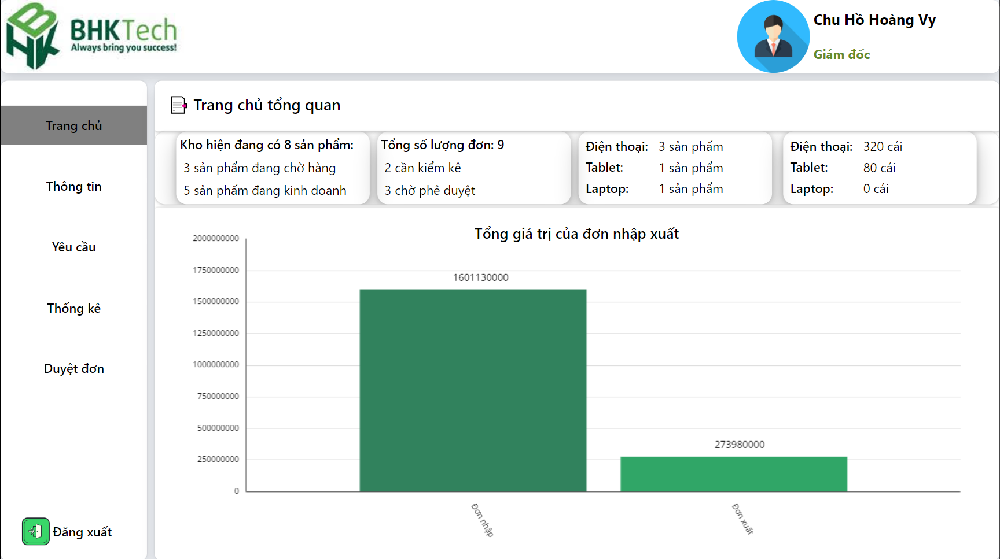 BHKTech
Always bring you success!
Chu Hồ Hoàng Vy
Giám đốc
Trang chủ
Thông tin
Yêu cầu
Thống kê
Duyệt đơn
Đăng xuất
Trang chủ tổng quan
Kho hiện đang có 8 sản phẩm:
3 sản phẩm đang chờ hàng
5 sản phẩm đang kinh doanh
Tổng số lượng đơn: 9
2 cần kiểm kê
3 chờ phê duyệt
Điện thoại: 3 sản phẩm
Tablet: 1 sản phẩm
Laptop: 1 sản phẩm
Điện thoại: 320 cái
Tablet: 80 cái
Laptop: 0 cái
Tổng giá trị của đơn nhập xuất
2000000000
1750000000
1500000000
1250000000
1000000000
750000000
500000000
250000000
0
1601130000
273980000
Đơn nhập
Đơn xuất